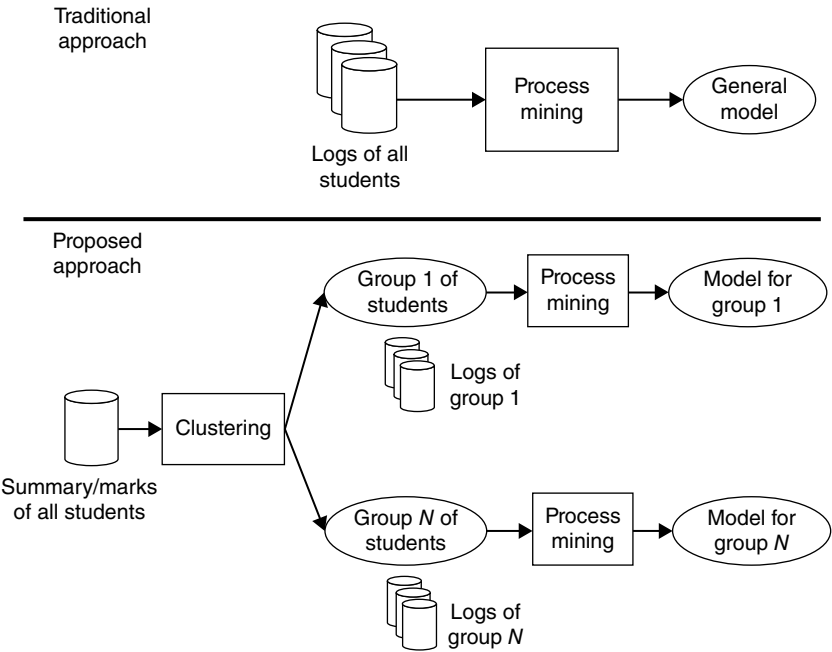 Traditional
approach
Process
mining
General
model
Logs of all
students
Proposed
approach
Group 1 of
students
Process
mining
Model for
group 1
Logs of
group 1
Clustering
Summary/marks
of all students
Group N of
students
Process
mining
Model for
group N
Logs of
group N